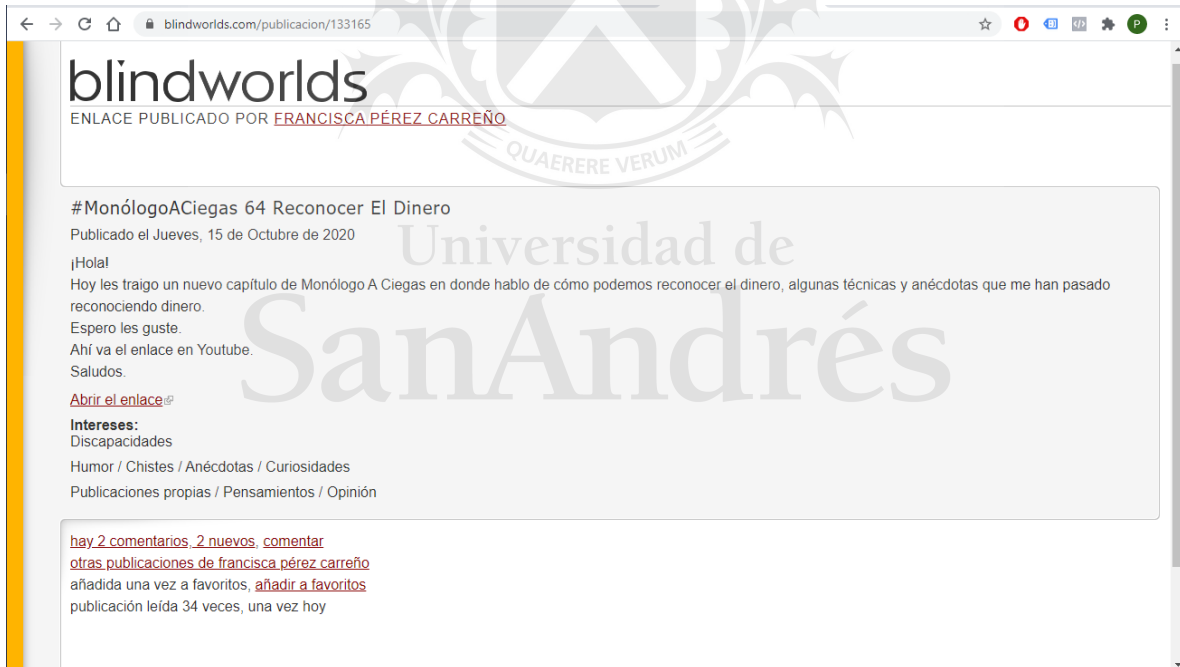 blindworlds.com/publicacion/133165
P
blindworlds
ENLACE PUBLICADO POR FRANCISCA PÉREZ CARREÑO
QUAERERE VERUM
#MonólogoACiegas 64 Reconocer El Dinero
Publicado el Jueves, 15 de Octubre de 2020
Universidad de
SanAndrés
¡Hola!
Hoy les traigo un nuevo capítulo de Monólogo A Ciegas en donde hablo de cómo podemos reconocer el dinero, algunas técnicas y anécdotas que me han pasado
reconociendo dinero.
Espero les guste.
Ahí va el enlace en Youtube.
Saludos.
Abrir el enlace
Intereses:
Discapacidades
Humor / Chistes / Anécdotas / Curiosidades
Publicaciones propias / Pensamientos / Opinión
hay 2 comentarios, 2 nuevos, comentar
otras publicaciones de francisca pérez carreño
añadida una vez a favoritos, añadir a favoritos
publicación leída 34 veces, una vez hoy